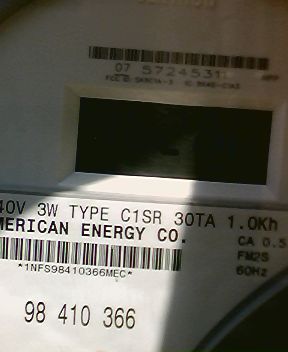 07 5724531
40V 3W TYPE C1SR 30TA 1.0Kh
MERICAN ENERGY CO.
CA 0.5
FM2S
60Hz
*1NFS98410366MEC*
98 410 366